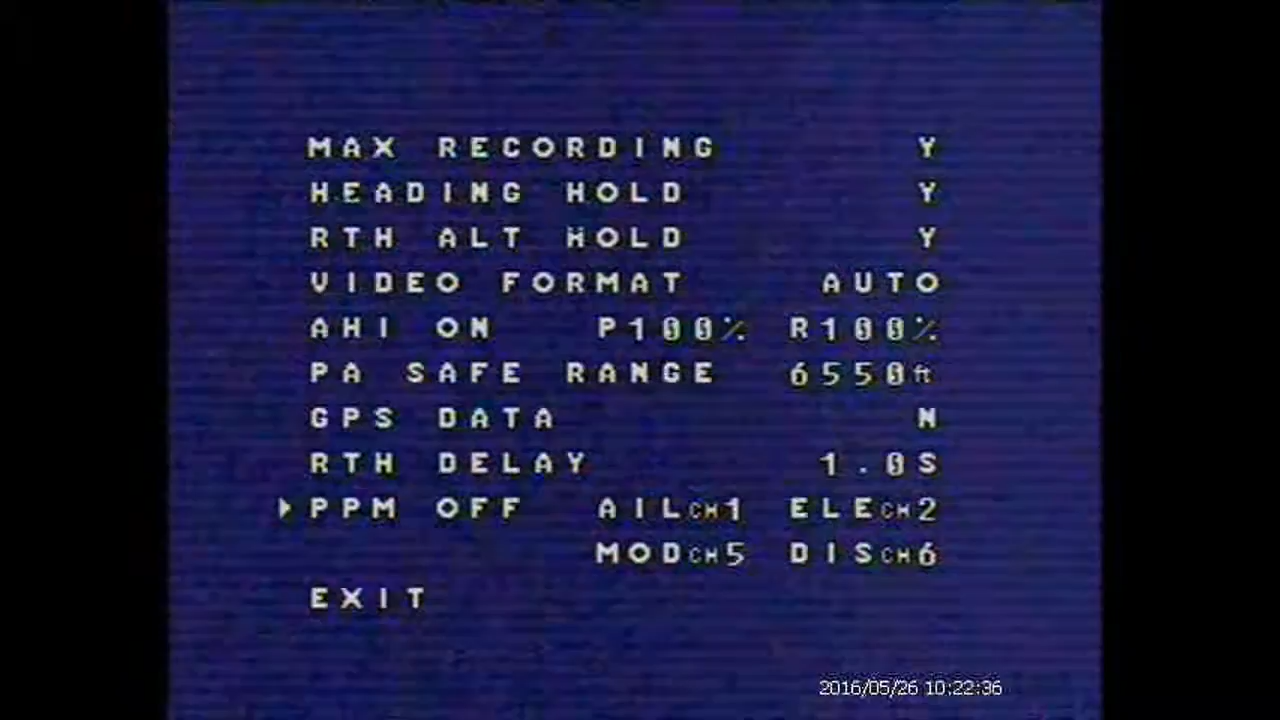 MAX RECORDING Y
HEADING HOLD Y
RTH ALT HOLD Y
VIDEO FORMAT AUTO
AHI ON P100% R100%
PA SAFE RANGE 6550ft
GPS DATA N
RTH DELAY 1.0S
PPM OFF AILCH1 ELECH2
MODCH5 DISCH6
EXIT
2016/05/26 10:22:36